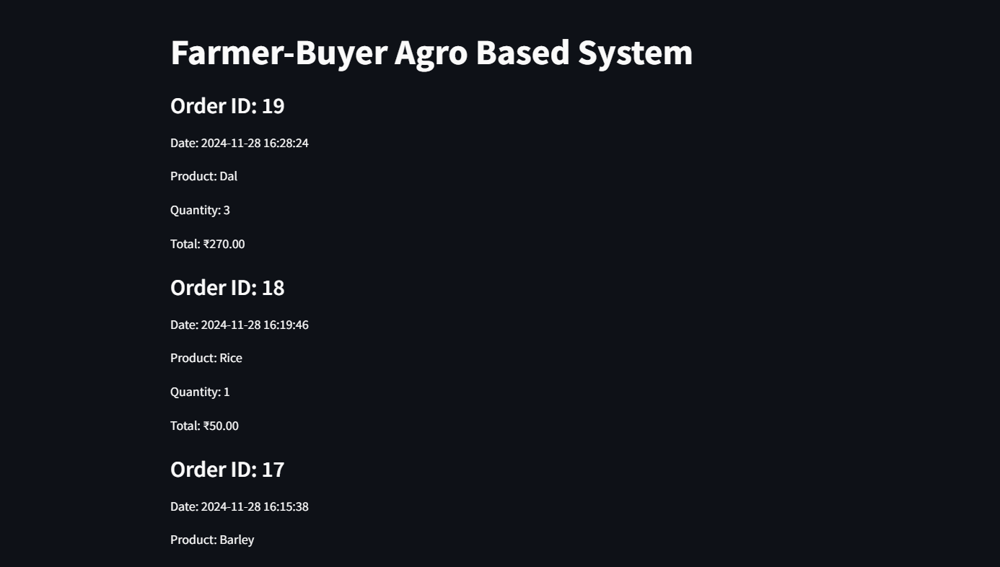 Farmer-Buyer Agro Based System
Order ID: 19
Date: 2024-11-28 16:28:24
Product: Dal
Quantity: 3
Total: ₹270.00
Order ID: 18
Date: 2024-11-28 16:19:46
Product: Rice
Quantity: 1
Total: ₹50.00
Order ID: 17
Date: 2024-11-28 16:15:38
Product: Barley